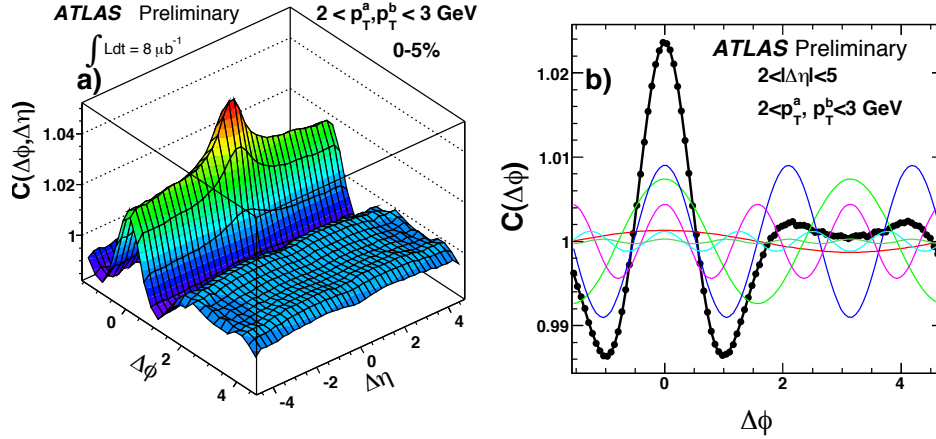 ATLAS Preliminary
2 < p_T^a, p_T^b < 3 GeV
∫ Ldt = 8 μb⁻¹
0-5%
a)
C(Δφ,Δη)
1.04
1.02
1
0
2
4
Δφ
-4
-2
0
2
4
Δη
ATLAS Preliminary
b)
2<|Δη|<5
2<p_T^a, p_T^b<3 GeV
C(Δφ)
1.02
1.01
1
0.99
0
2
4
Δφ